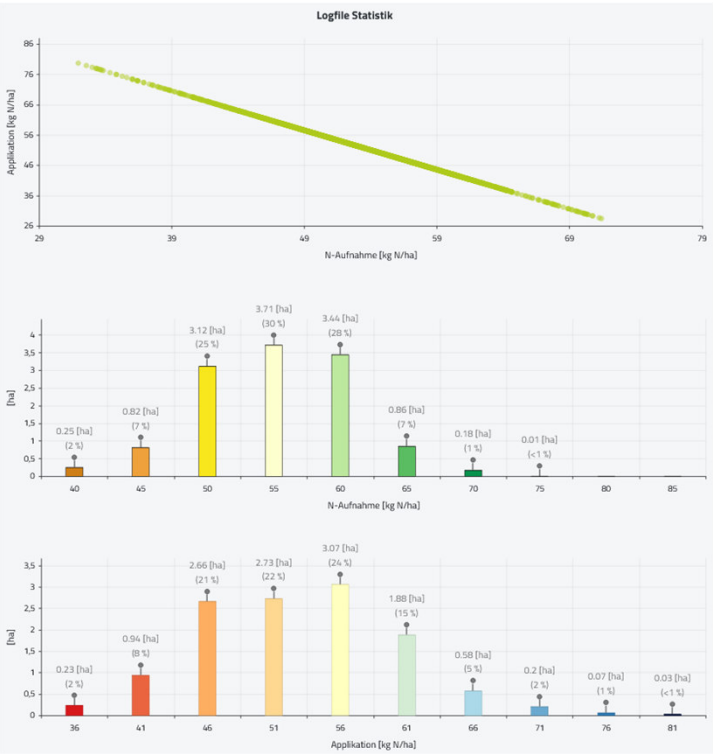 Logfile Statistik
86
76
66
56
46
36
26
Applikation [kg N/ha]
29 39 49 59 69 79
N-Aufnahme [kg N/ha]
3.71 [ha]
(30 %)
3.44 [ha]
(28 %)
3.12 [ha]
(25 %)
0.82 [ha]
(7 %)
0.86 [ha]
(7 %)
0.25 [ha]
(2 %)
0.18 [ha]
(1 %)
0.01 [ha]
(<1 %)
4
3,5
3
2,5
2
1,5
1
0,5
0
[ha]
40 45 50 55 60 65 70 75 80 85
N-Aufnahme [kg N/ha]
3.07 [ha]
(24 %)
2.66 [ha]
(21 %)
2.73 [ha]
(22 %)
1.88 [ha]
(15 %)
0.94 [ha]
(8 %)
0.58 [ha]
(5 %)
0.23 [ha]
(2 %)
0.2 [ha]
(2 %)
0.07 [ha]
(1 %)
0.03 [ha]
(<1 %)
3,5
3
2,5
2
1,5
1
0,5
0
[ha]
36 41 46 51 56 61 66 71 76 81
Applikation [kg N/ha]